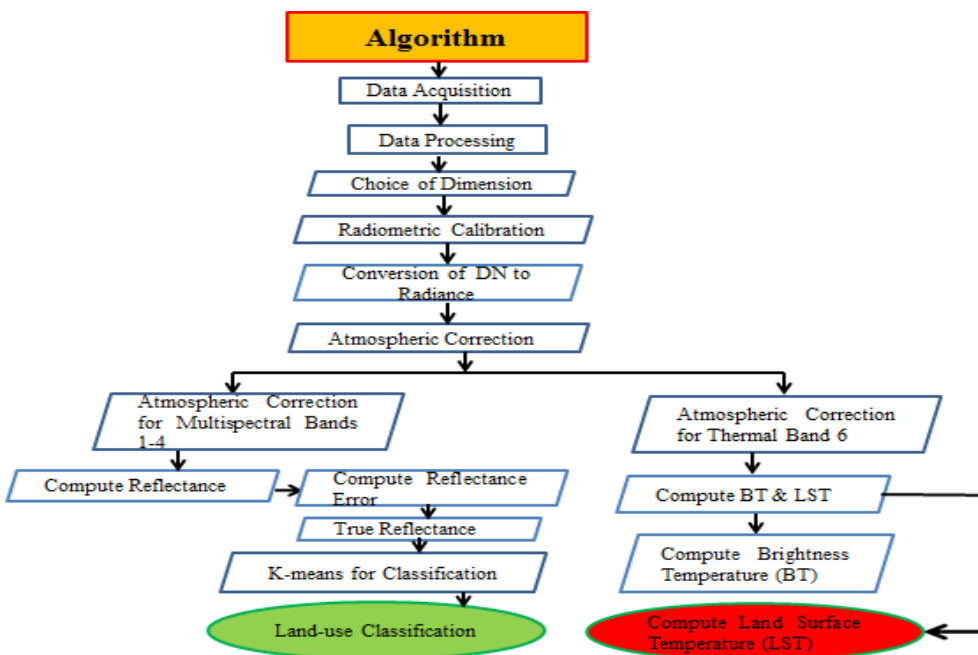 Algorithm
Data Acquisition
Data Processing
Choice of Dimension
Radiometric Calibration
Conversion of DN to
Radiance
Atmospheric Correction
Atmospheric Correction
for Multispectral Bands
1-4
Compute Reflectance
Compute Reflectance
Error
True Reflectance
K-means for Classification
Land-use Classification
Atmospheric Correction
for Thermal Band 6
Compute BT & LST
Compute Brightness
Temperature (BT)
Compute Land Surface
Temperature (LST)